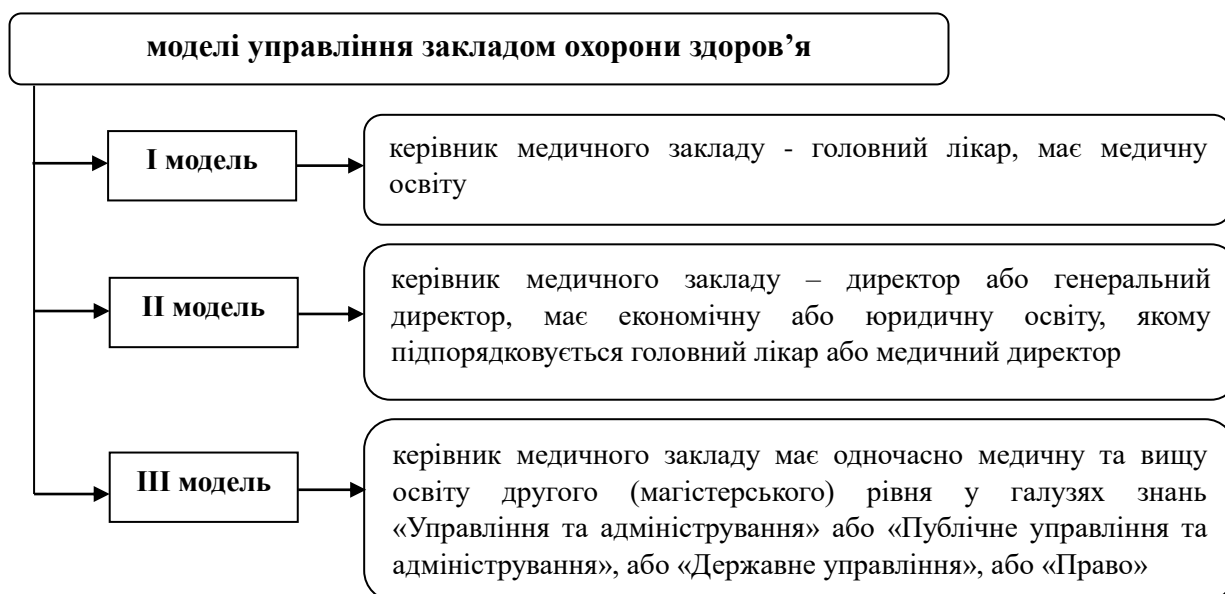 моделі управління закладом охорони здоров’я
І модель
керівник медичного закладу - головний лікар, має медичну
освіту
ІІ модель
керівник медичного закладу – директор або генеральний
директор, має економічну або юридичну освіту, якому
підпорядковується головний лікар або медичний директор
ІІІ модель
керівник медичного закладу має одночасно медичну та вищу
освіту другого (магістерського) рівня у галузях знань
«Управління та адміністрування» або «Публічне управління та
адміністрування», або «Державне управління», або «Право»